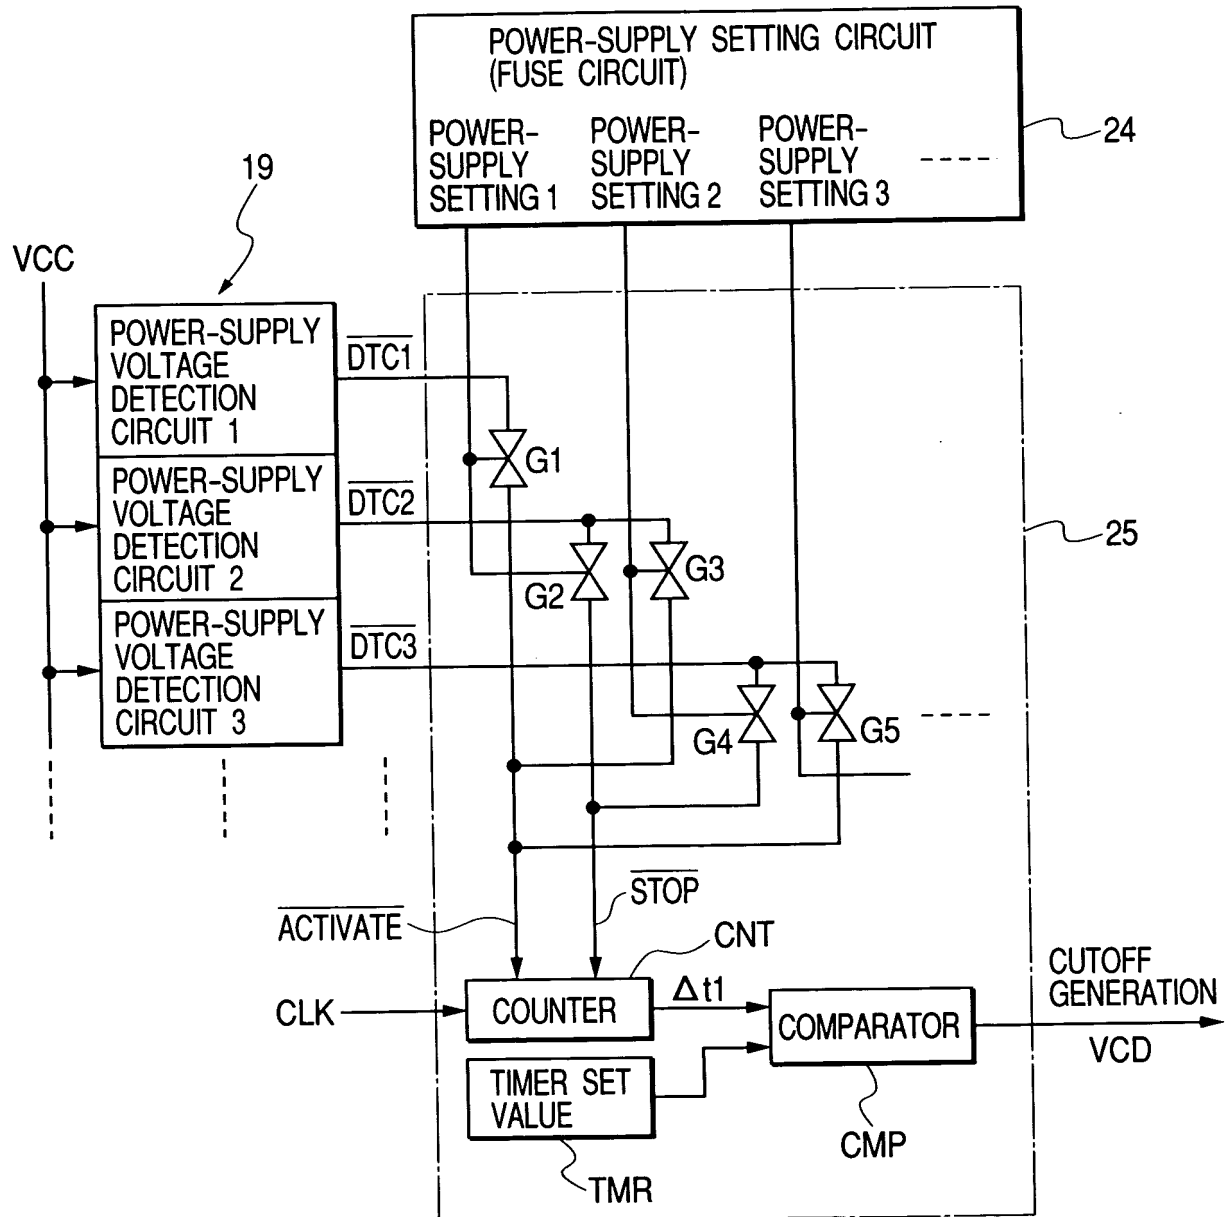 POWER-SUPPLY SETTING CIRCUIT
(FUSE CIRCUIT)
POWER-
SUPPLY
SETTING 1
POWER-
SUPPLY
SETTING 2
POWER-
SUPPLY
SETTING 3
24
19
VCC
POWER-SUPPLY
VOLTAGE
DETECTION
CIRCUIT 1
DTC1
G1
POWER-SUPPLY
VOLTAGE
DETECTION
CIRCUIT 2
DTC2
G2
G3
25
POWER-SUPPLY
VOLTAGE
DETECTION
CIRCUIT 3
DTC3
G4
G5
ACTIVATE
STOP
CNT
CLK
COUNTER
Δt1
COMPARATOR
CUTOFF
GENERATION
VCD
TIMER SET
VALUE
CMP
TMR